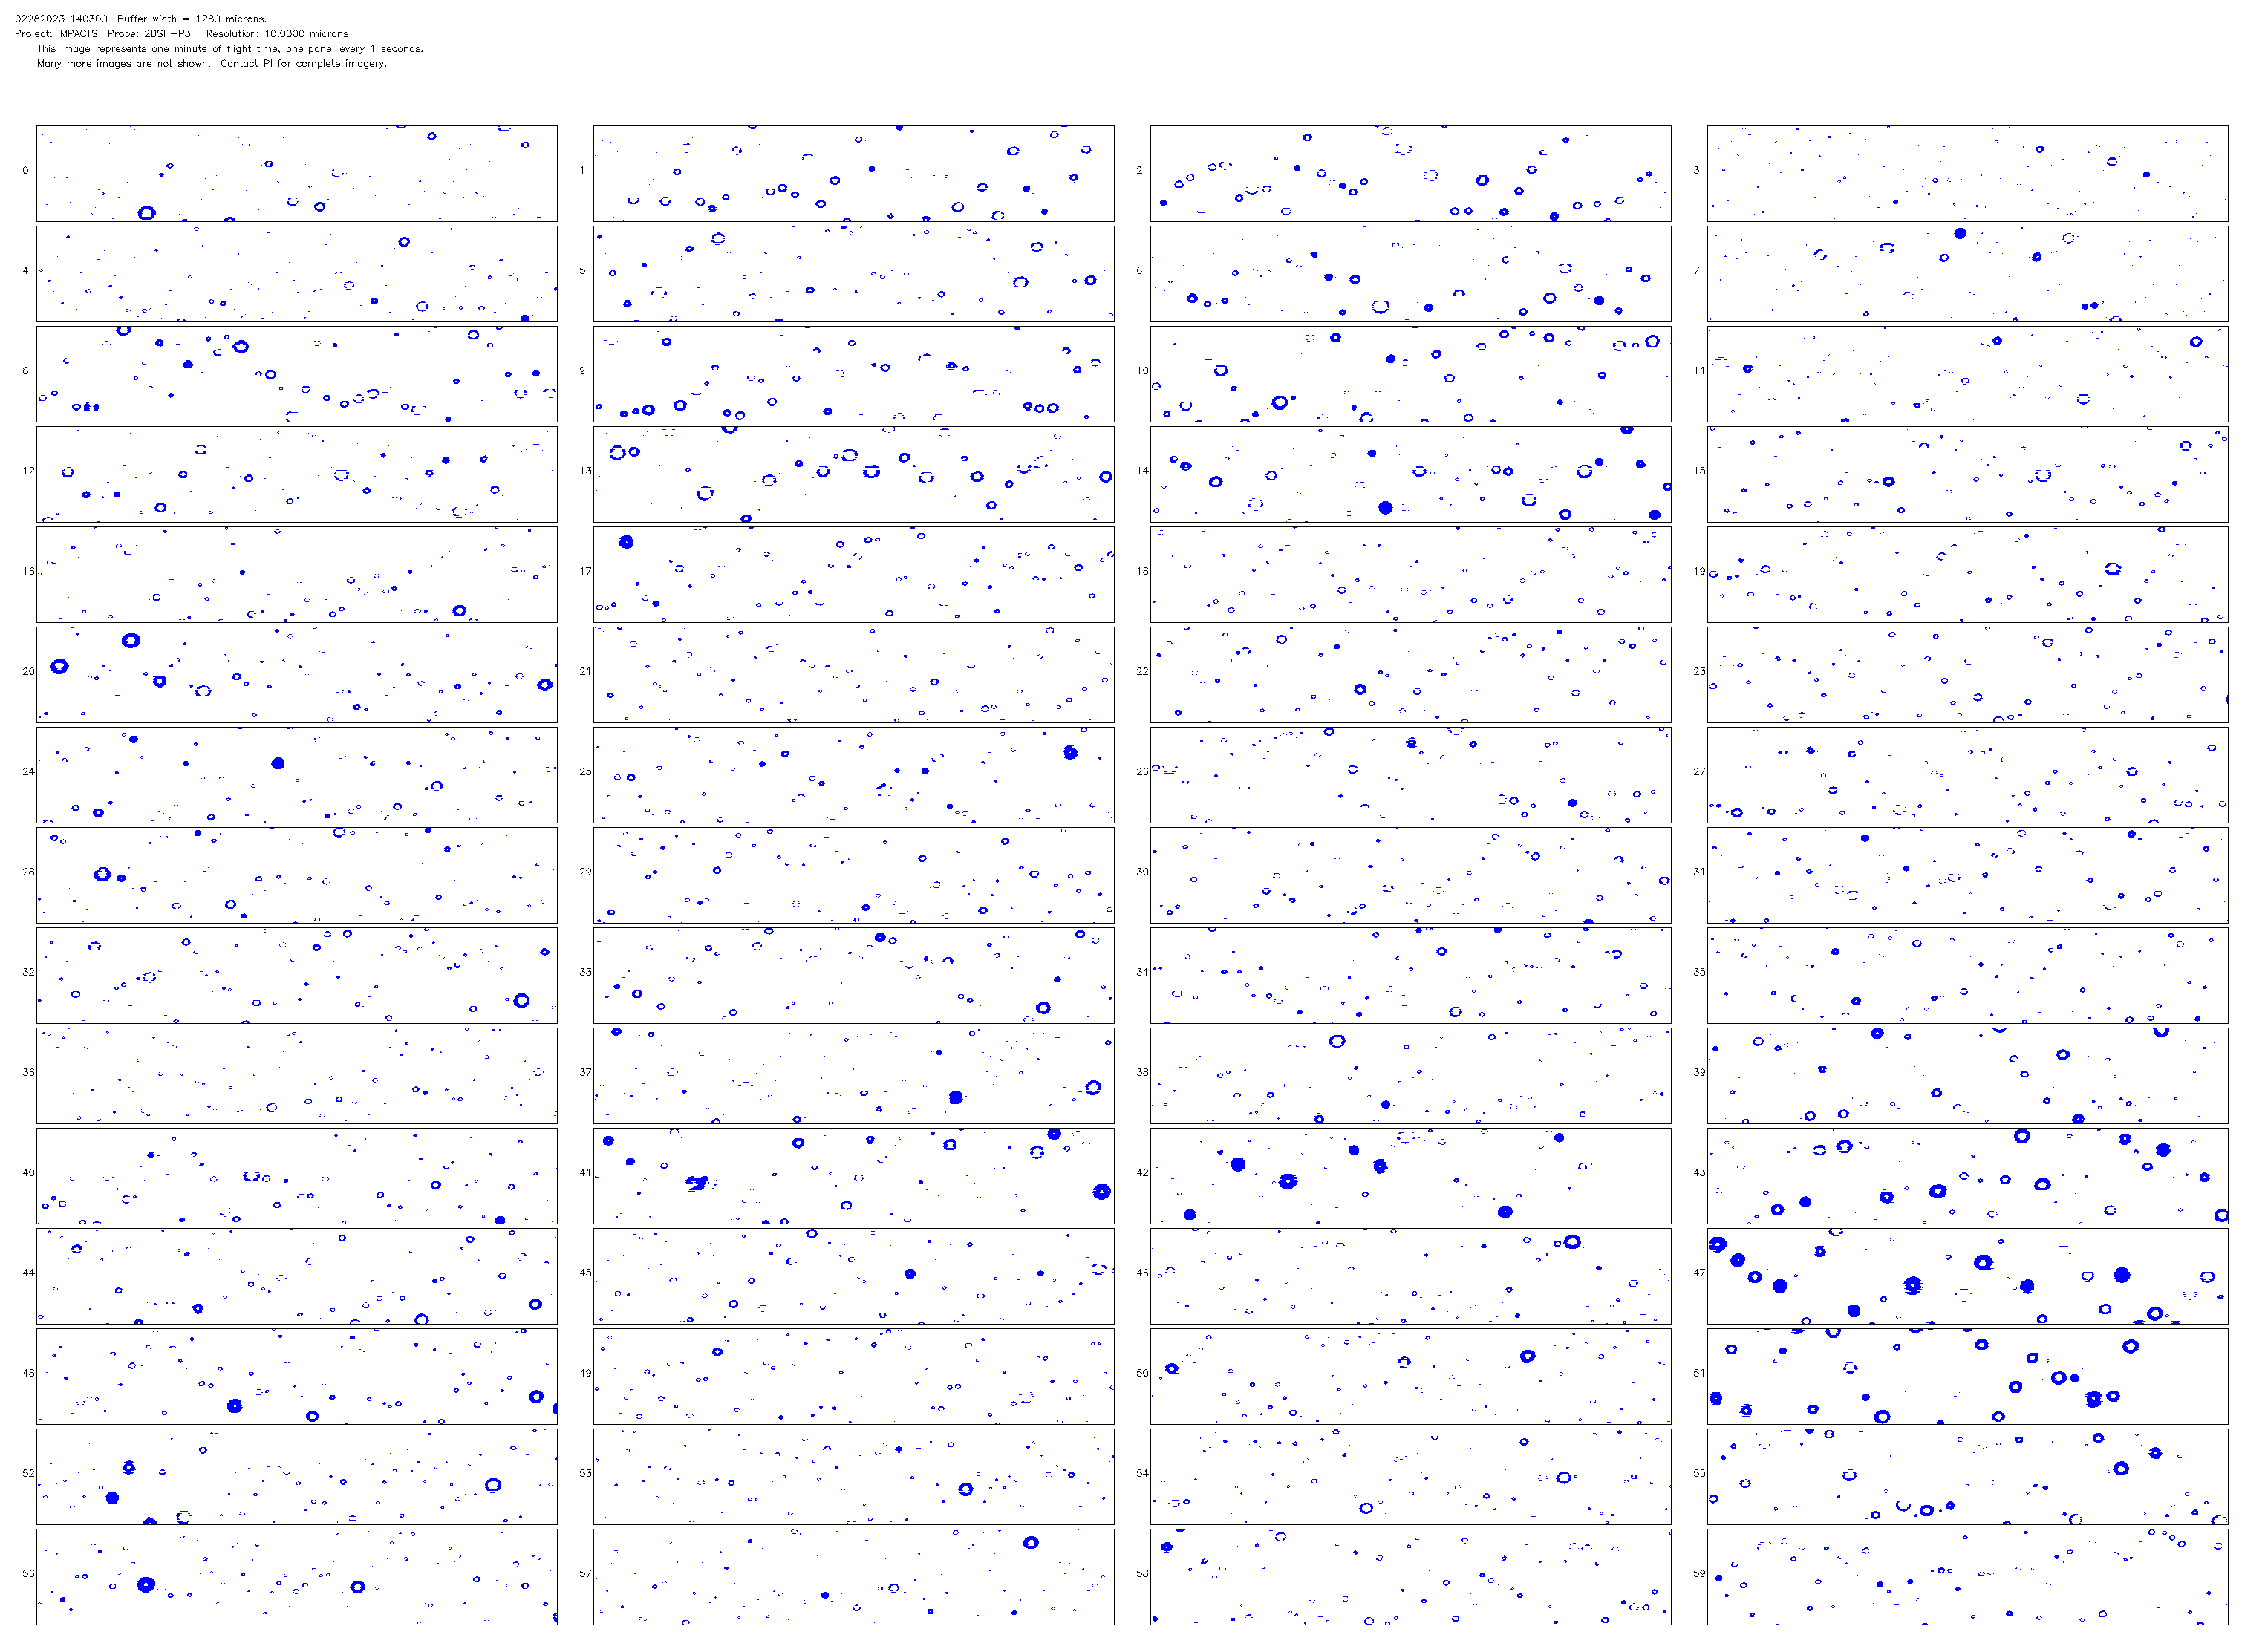 02282023 140300  Buffer width = 1280 microns.
Project: IMPACTS  Probe: 2DSH-P3   Resolution: 10.0000 microns
This image represents one minute of flight time, one panel every 1 seconds.
Many more images are not shown.  Contact PI for complete imagery.
0 1 2 3
4 5 6 7
8 9 10 11
12 13 14 15
16 17 18 19
20 21 22 23
24 25 26 27
28 29 30 31
32 33 34 35
36 37 38 39
40 41 42 43
44 45 46 47
48 49 50 51
52 53 54 55
56 57 58 59